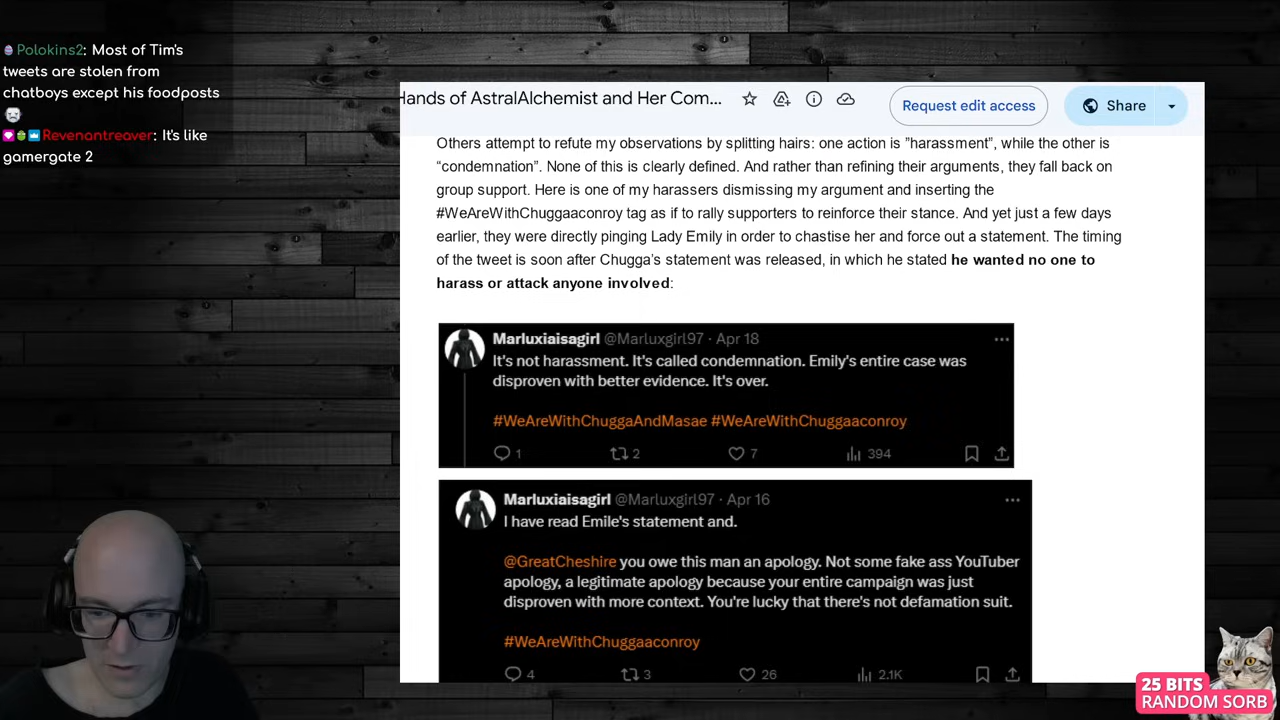 Polokins2: Most of Tim's
tweets are stolen from
chatboys except his foodposts
Revenantreaver: It's like
gamergate 2
Hands of AstralAlchemist and Her Com...
Request edit access
Share
Others attempt to refute my observations by splitting hairs: one action is "harassment", while the other is
“condemnation”. None of this is clearly defined. And rather than refining their arguments, they fall back on
group support. Here is one of my harassers dismissing my argument and inserting the
#WeAreWithChuggaaconroy tag as if to rally supporters to reinforce their stance. And yet just a few days
earlier, they were directly pinging Lady Emily in order to chastise her and force out a statement. The timing
of the tweet is soon after Chugga's statement was released, in which he stated he wanted no one to
harass or attack anyone involved:
Marluxiaisagirl @Marluxgirl97 · Apr 18
It's not harassment. It's called condemnation. Emily's entire case was
disproven with better evidence. It's over.
#WeAreWithChuggaAndMasae #WeAreWithChuggaaconroy
1 2 7 394
Marluxiaisagirl @Marluxgirl97 · Apr 16
I have read Emile's statement and.
@GreatCheshire you owe this man an apology. Not some fake ass YouTuber
apology, a legitimate apology because your entire campaign was just
disproven with more context. You're lucky that there's not defamation suit.
#WeAreWithChuggaaconroy
4 3 26 2.1K
25 BITS
RANDOM SORB